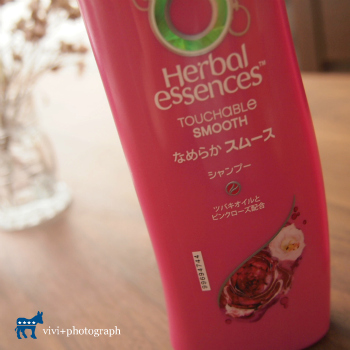 Herbal
essences™
TOUCHABLE
SMOOTH
なめらか スムース
シャンプー
ツバキオイルと
ピンクローズ配合
vivi+photograph